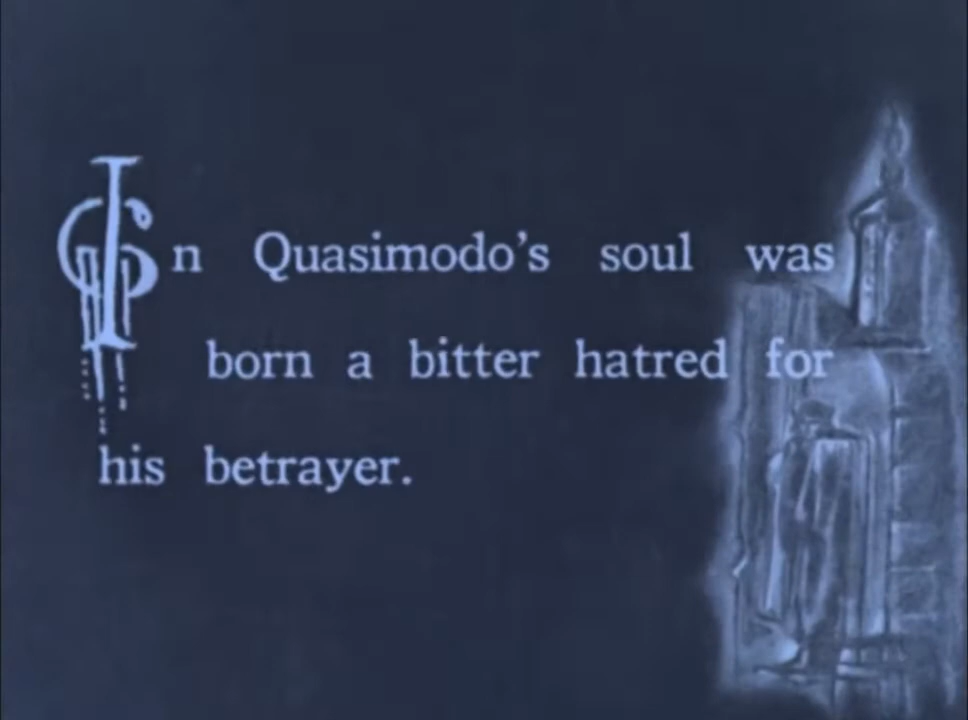 In Quasimodo's soul was
born a bitter hatred for
his betrayer.